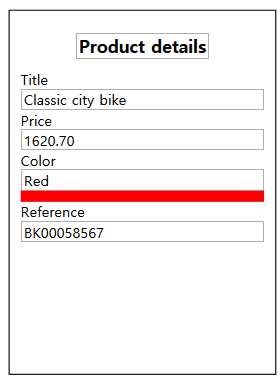 Product details
Title
Classic city bike
Price
1620.70
Color
Red
Reference
BK00058567